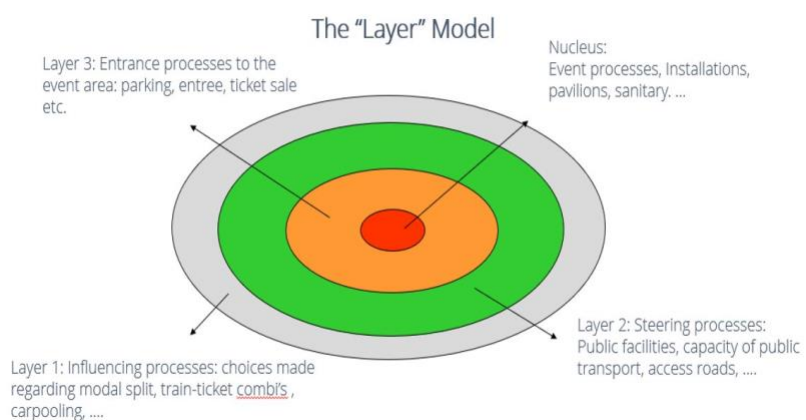 The “Layer” Model
Layer 3: Entrance processes to the
event area: parking, entree, ticket sale
etc.
Nucleus:
Event processes, Installations,
pavilions, sanitary. ...
Layer 1: Influencing processes: choices made
regarding modal split, train-ticket combi’s ,
carpooling, ....
Layer 2: Steering processes:
Public facilities, capacity of public
transport, access roads, ....